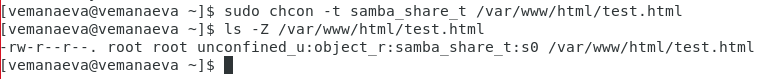 [vemanaeva@vemanaeva ~]$ sudo chcon -t samba_share_t /var/www/html/test.html
[vemanaeva@vemanaeva ~]$ ls -Z /var/www/html/test.html
-rw-r--r--. root root unconfined_u:object_r:samba_share_t:s0 /var/www/html/test.html
[vemanaeva@vemanaeva ~]$